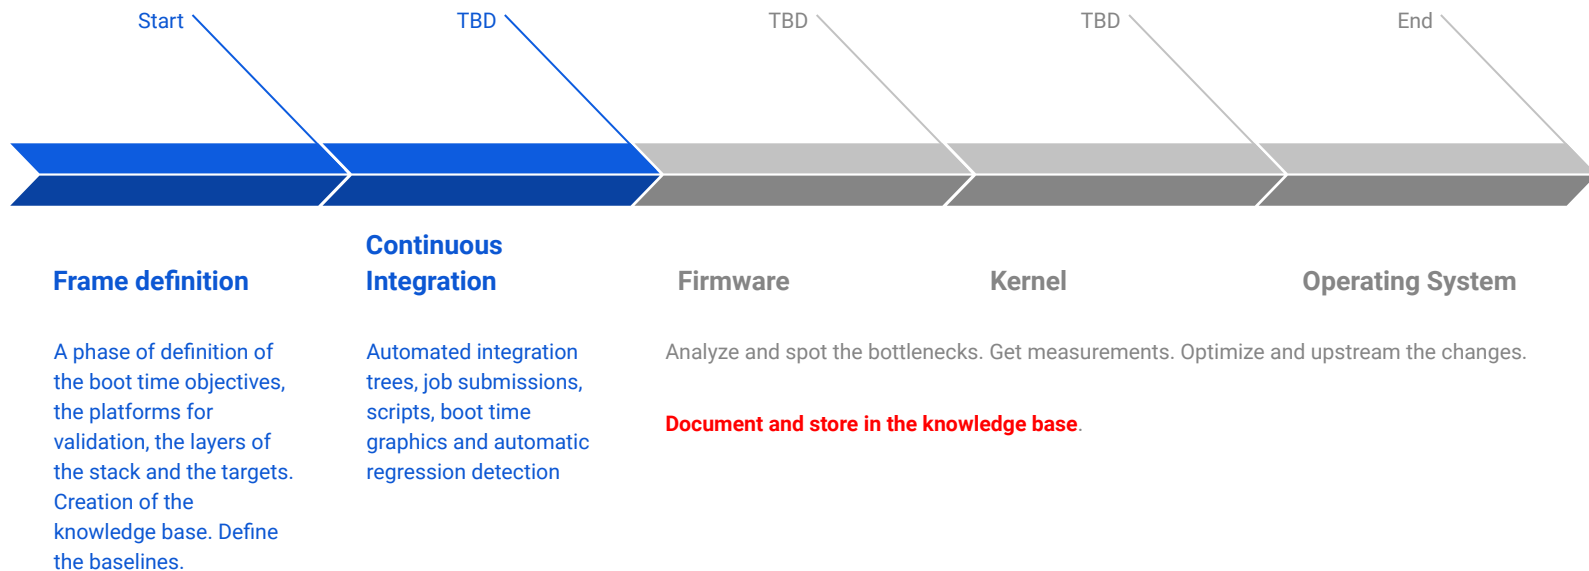 Start
TBD
TBD
TBD
End
Frame definition
Continuous
Integration
Firmware
Kernel
Operating System
A phase of definition of
the boot time objectives,
the platforms for
validation, the layers of
the stack and the targets.
Creation of the
knowledge base. Define
the baselines.
Automated integration
trees, job submissions,
scripts, boot time
graphics and automatic
regression detection
Analyze and spot the bottlenecks. Get measurements. Optimize and upstream the changes.
Document and store in the knowledge base.